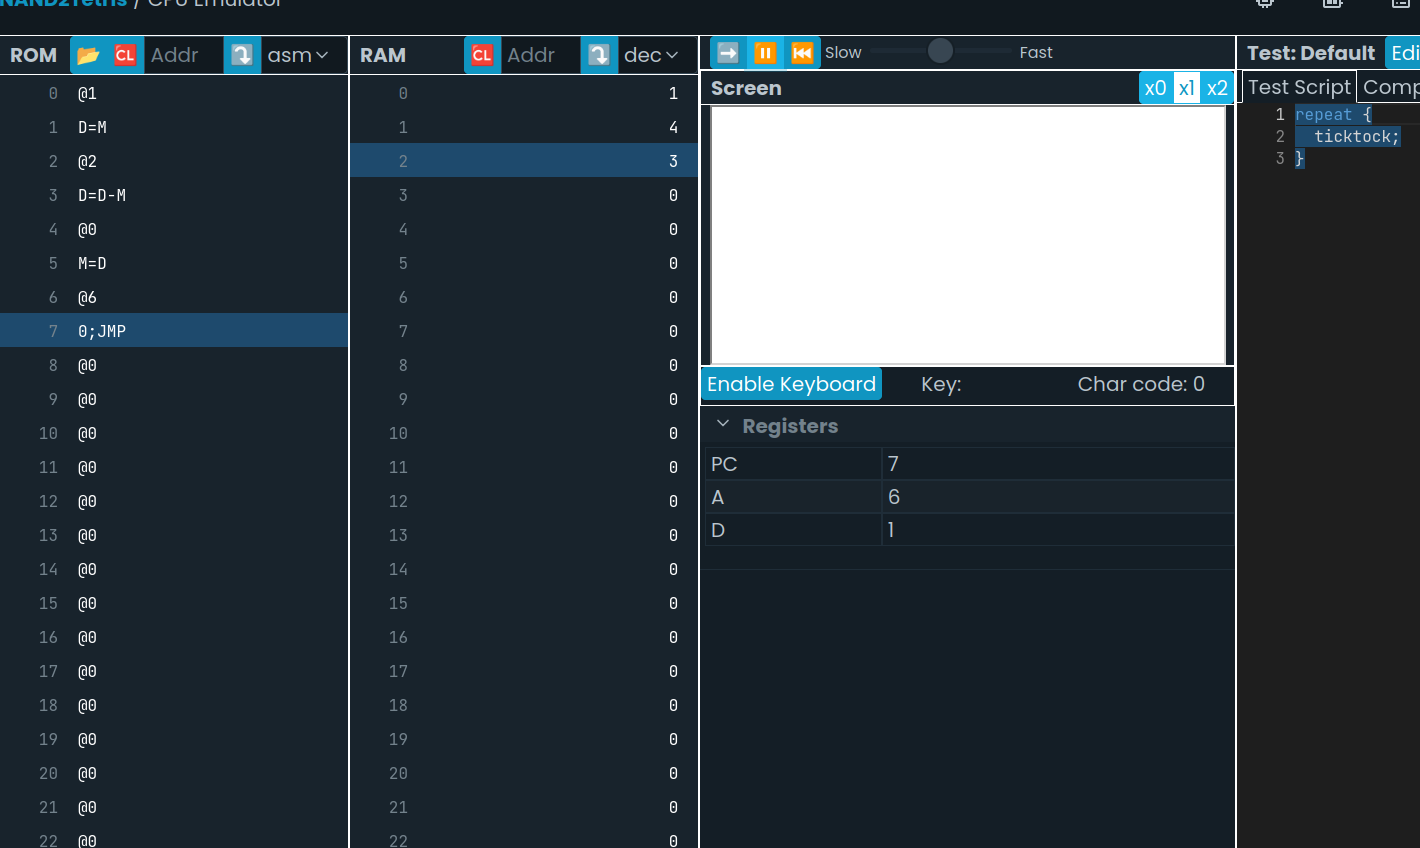 NAND2Tetris / CPU Emulator
ROM CL Addr asm
0 @1
1 D=M
2 @2
3 D=D-M
4 @0
5 M=D
6 @6
7 0;JMP
8 @0
9 @0
10 @0
11 @0
12 @0
13 @0
14 @0
15 @0
16 @0
17 @0
18 @0
19 @0
20 @0
21 @0
22 @0
RAM CL Addr dec
0 1
1 4
2 3
3 0
4 0
5 0
6 0
7 0
8 0
9 0
10 0
11 0
12 0
13 0
14 0
15 0
16 0
17 0
18 0
19 0
20 0
21 0
22 0
Slow Fast
Screen x0 x1 x2
Enable Keyboard Key: Char code: 0
Registers
PC 7
A 6
D 1
Test: Default Edi
Test Script Comp
1 repeat {
2 ticktock;
3 }